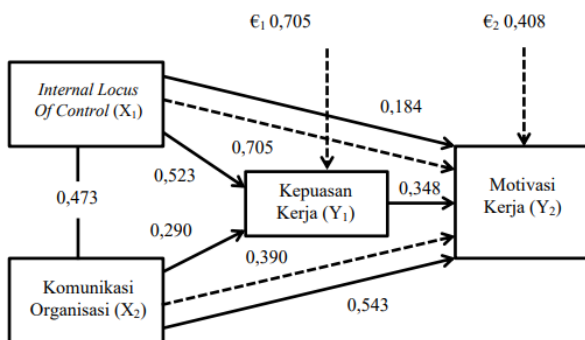 €1 0,705
€2 0,408
Internal Locus
Of Control (X1)
0,184
0,705
0,523
0,473
Kepuasan
Kerja (Y1)
0,348
Motivasi
Kerja (Y2)
0,290
0,390
Komunikasi
Organisasi (X2)
0,543